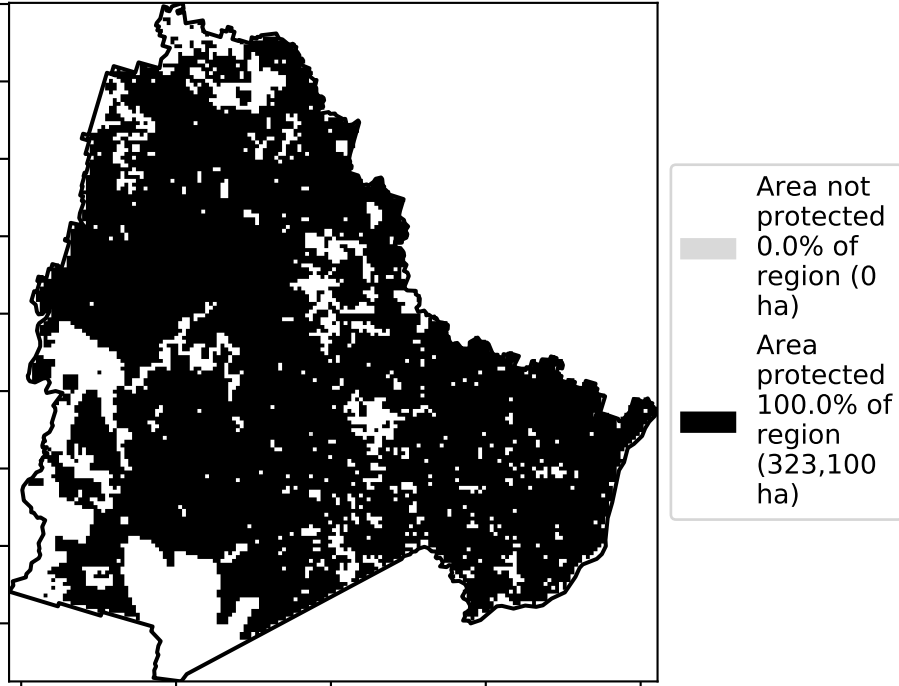 Area not
protected
0.0% of
region (0
ha)
Area
protected
100.0% of
region
(323,100
ha)